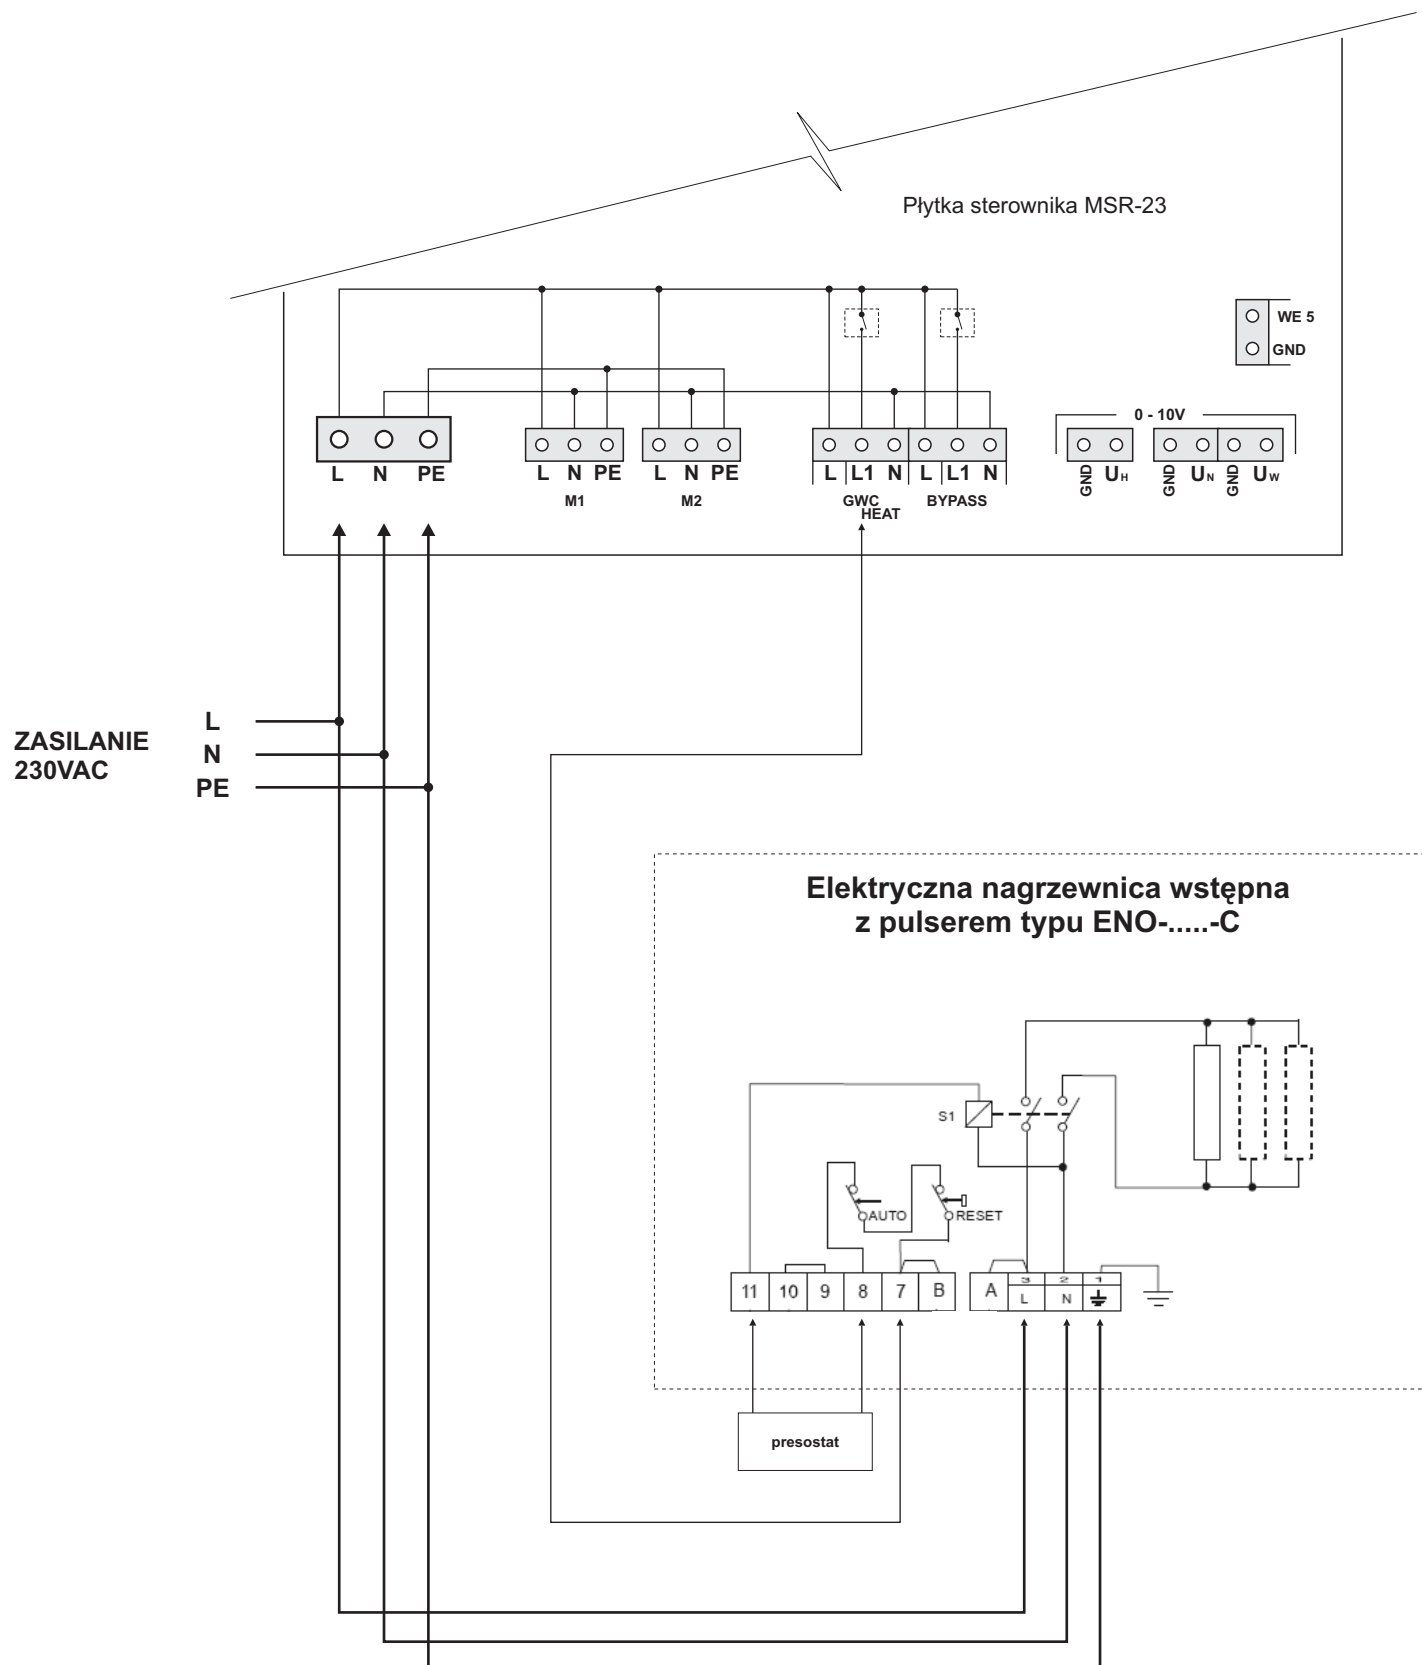 Płytka sterownika MSR-23
WE 5
GND
0 - 10V
L N PE
L N PE
M1
L N PE
M2
L L1 N
GWC
HEAT
L L1 N
BYPASS
GND UH
GND UN
GND UW
ZASILANIE
230VAC
L
N
PE
Elektryczna nagrzewnica wstępna
z pulserem typu ENO-.....-C
S1
AUTO
RESET
11 10 9 8 7 B
A 3 2 1
L N
presostat